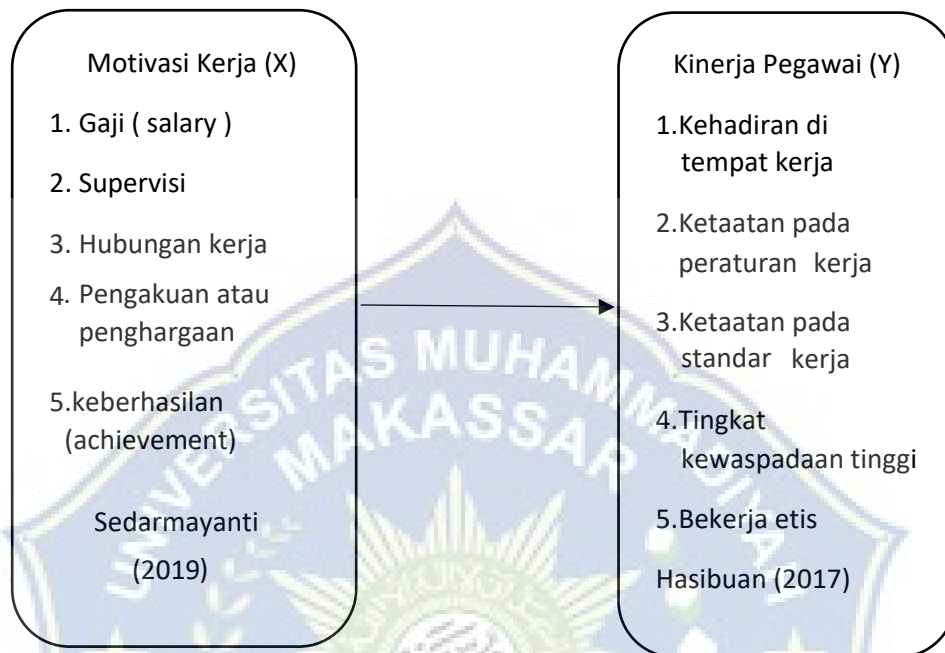 Motivasi Kerja (X)
1. Gaji ( salary )
2. Supervisi
3. Hubungan kerja
4. Pengakuan atau
penghargaan
5.keberhasilan
(achievement)
Sedarmayanti
(2019)
Kinerja Pegawai (Y)
1.Kehadiran di
tempat kerja
2.Ketaatan pada
peraturan kerja
3.Ketaatan pada
standar kerja
4.Tingkat
kewaspadaan tinggi
5.Bekerja etis
Hasibuan (2017)
UNIVERSITAS MUHAMMADIYAH
MAKASSAR